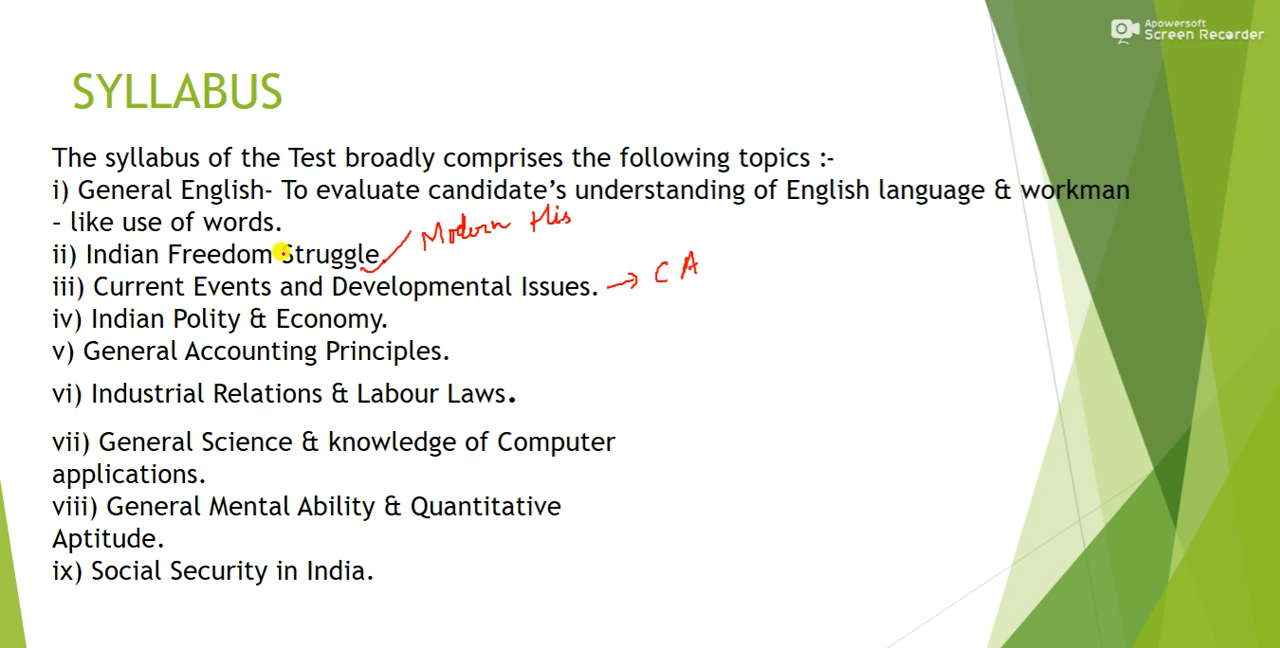 Apowersoft
Screen Recorder
SYLLABUS
The syllabus of the Test broadly comprises the following topics :-
i) General English- To evaluate candidate's understanding of English language & workman
- like use of words.
Modern His
ii) Indian Freedom Struggle.
iii) Current Events and Developmental Issues. → C A
iv) Indian Polity & Economy.
v) General Accounting Principles.
vi) Industrial Relations & Labour Laws.
vii) General Science & knowledge of Computer
applications.
viii) General Mental Ability & Quantitative
Aptitude.
ix) Social Security in India.